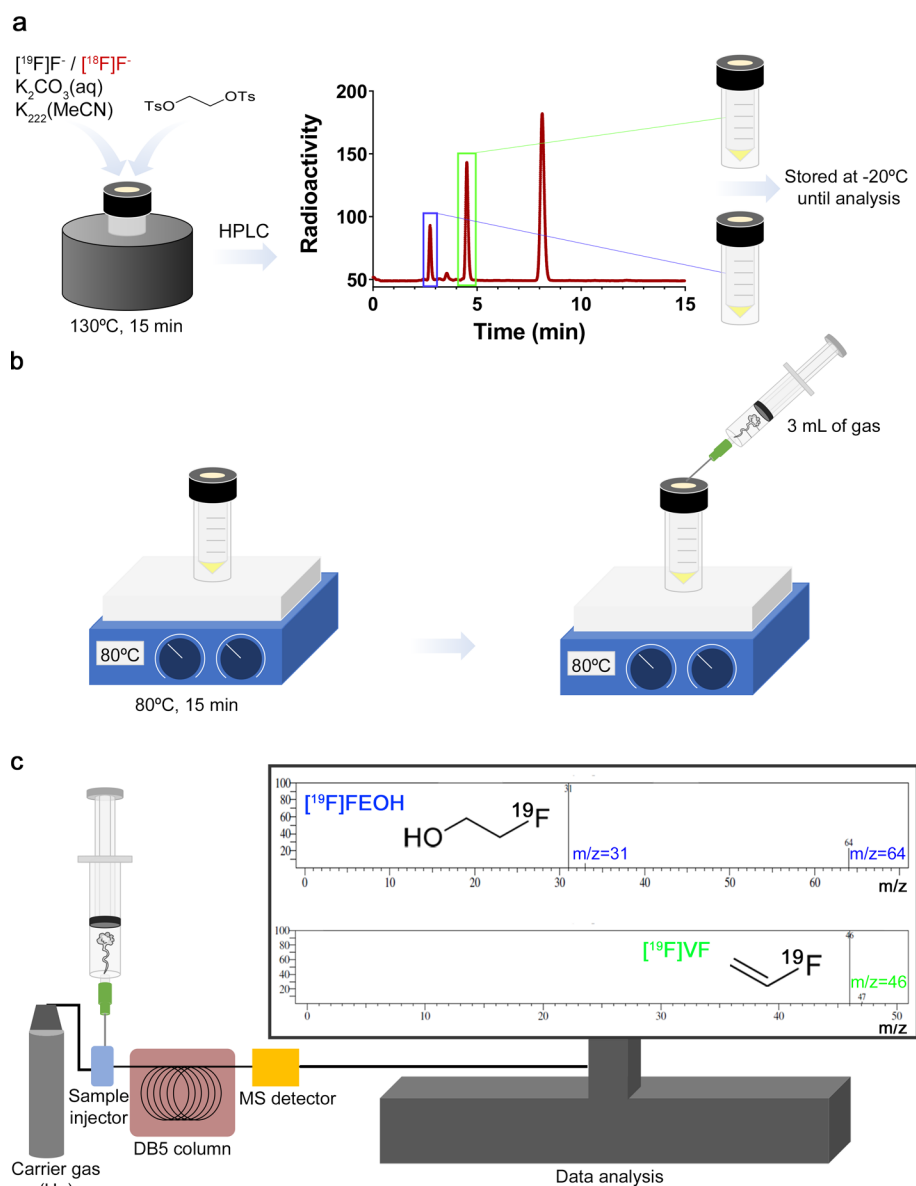 a
[¹⁹F]F⁻ / [¹⁸F]F⁻
K₂CO₃(aq)
K₂₂₂(MeCN)
TsO
OTs
HPLC
130ºC, 15 min
200
150
100
50
Radioactivity
0
5
10
15
Time (min)
Stored at -20ºC
until analysis
b
3 mL of gas
80ºC
80ºC
80ºC, 15 min
c
100
80
60
40
20
[¹⁹F]FEOH
HO
¹⁹F
31
m/z=31
64
m/z=64
0
10
20
30
40
50
60
m/z
100
80
60
40
20
[¹⁹F]VF
¹⁹F
46
m/z=46
47
0
10
20
30
40
50
m/z
Sample
injector
DB5 column
MS detector
Carrier gas
Data analysis